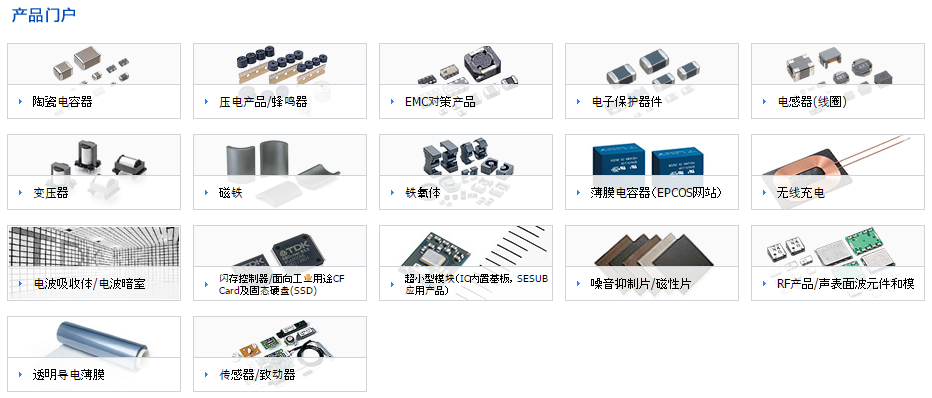 产品门户
陶瓷电容器
压电产品/蜂鸣器
EMC对策产品
电子保护器件
电感器(线圈)
变压器
磁铁
铁氧体
薄膜电容器(EPCOS网站)
无线充电
电波吸收体/电波暗室
TDK
闪存控制器/面向工业用途CF
Card及固态硬盘(SSD)
超小型模块(IC内置基板，SESUB
应用产品)
噪音抑制片/磁性片
RF产品/声表面波元件和模
透明导电薄膜
传感器/致动器